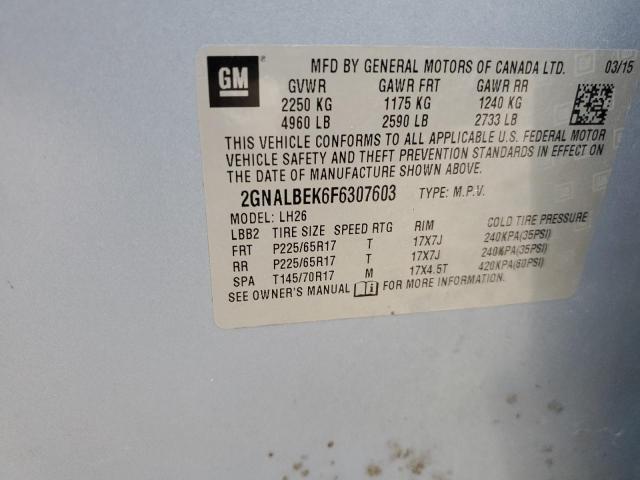 GM
MFD BY GENERAL MOTORS OF CANADA LTD. 03/15
GVWR GAWR FRT GAWR RR
2250 KG 1175 KG 1240 KG
4960 LB 2590 LB 2733 LB
THIS VEHICLE CONFORMS TO ALL APPLICABLE U.S. FEDERAL MOTOR
VEHICLE SAFETY AND THEFT PREVENTION STANDARDS IN EFFECT ON
THE DATE OF MANUFACTURE SHOWN ABOVE.
2GNALBEK6F6307603 TYPE: M.P.V.
MODEL: LH26
LBB2 TIRE SIZE SPEED RTG RIM COLD TIRE PRESSURE
FRT P225/65R17 T 17X7J 240KPA(35PSI)
RR P225/65R17 T 17X7J 240KPA(35PSI)
SPA T145/70R17 M 17X4.5T 420KPA(60PSI)
SEE OWNER'S MANUAL FOR MORE INFORMATION.